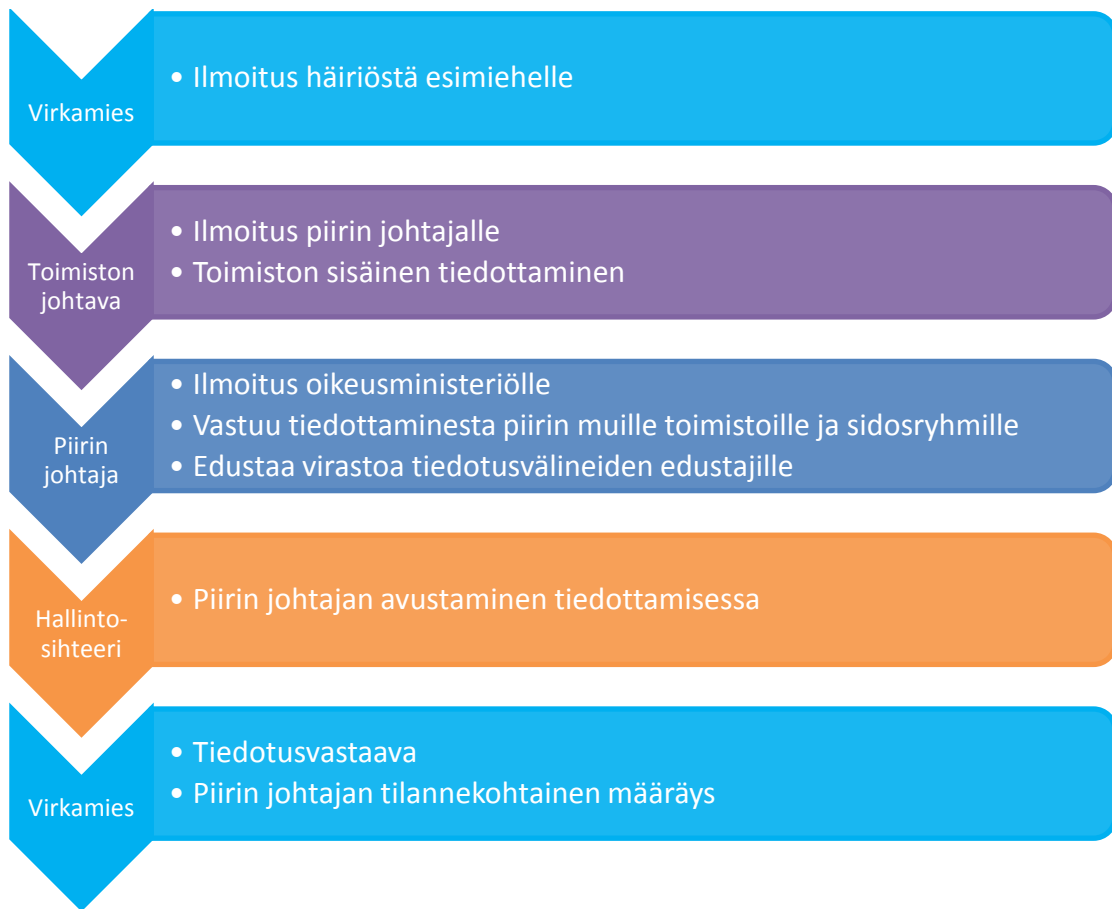 Virkamies
• Ilmoitus häiriöstä esimiehelle
Toimiston
johtava
• Ilmoitus piirin johtajalle
• Toimiston sisäinen tiedottaminen
Piirin
johtaja
• Ilmoitus oikeusministeriölle
• Vastuu tiedottaminesta piirin muille toimistoille ja sidosryhmille
• Edustaa virastoa tiedotusvälineiden edustajille
Hallinto-
sihteeri
• Piirin johtajan avustaminen tiedottamisessa
Virkamies
• Tiedotusvastaava
• Piirin johtajan tilannekohtainen määräys